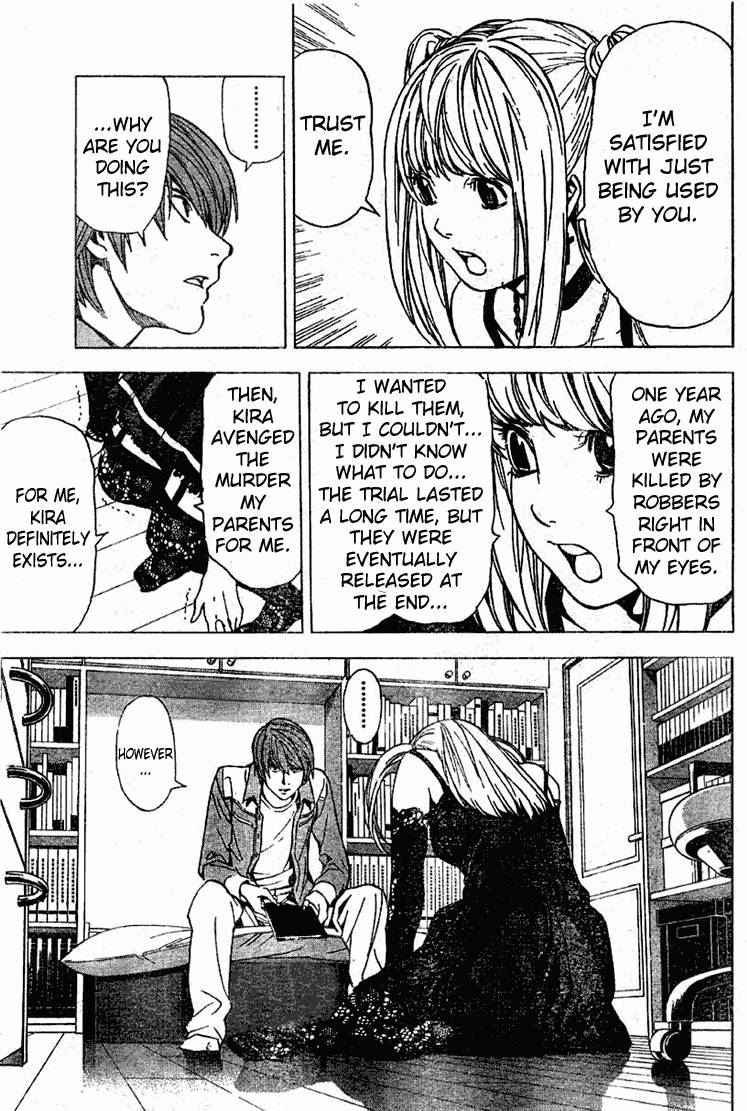 I'M
SATISFIED
WITH JUST
BEING USED
BY YOU.
TRUST
ME.
.........
...WHY
ARE YOU
DOING
THIS?
ONE YEAR
AGO, MY
PARENTS
WERE
KILLED BY
ROBBERS
RIGHT IN
FRONT OF
MY EYES.
I WANTED
TO KILL THEM,
BUT I COULDN'T...
I DIDN'T KNOW
WHAT TO DO...
THE TRIAL LASTED
A LONG TIME, BUT
THEY WERE
EVENTUALLY
RELEASED AT
THE END...
THEN,
KIRA
AVENGED
THE
MURDER
MY
PARENTS
FOR ME.
FOR ME,
KIRA
DEFINITELY
EXISTS...
.........
HOWEVER
...